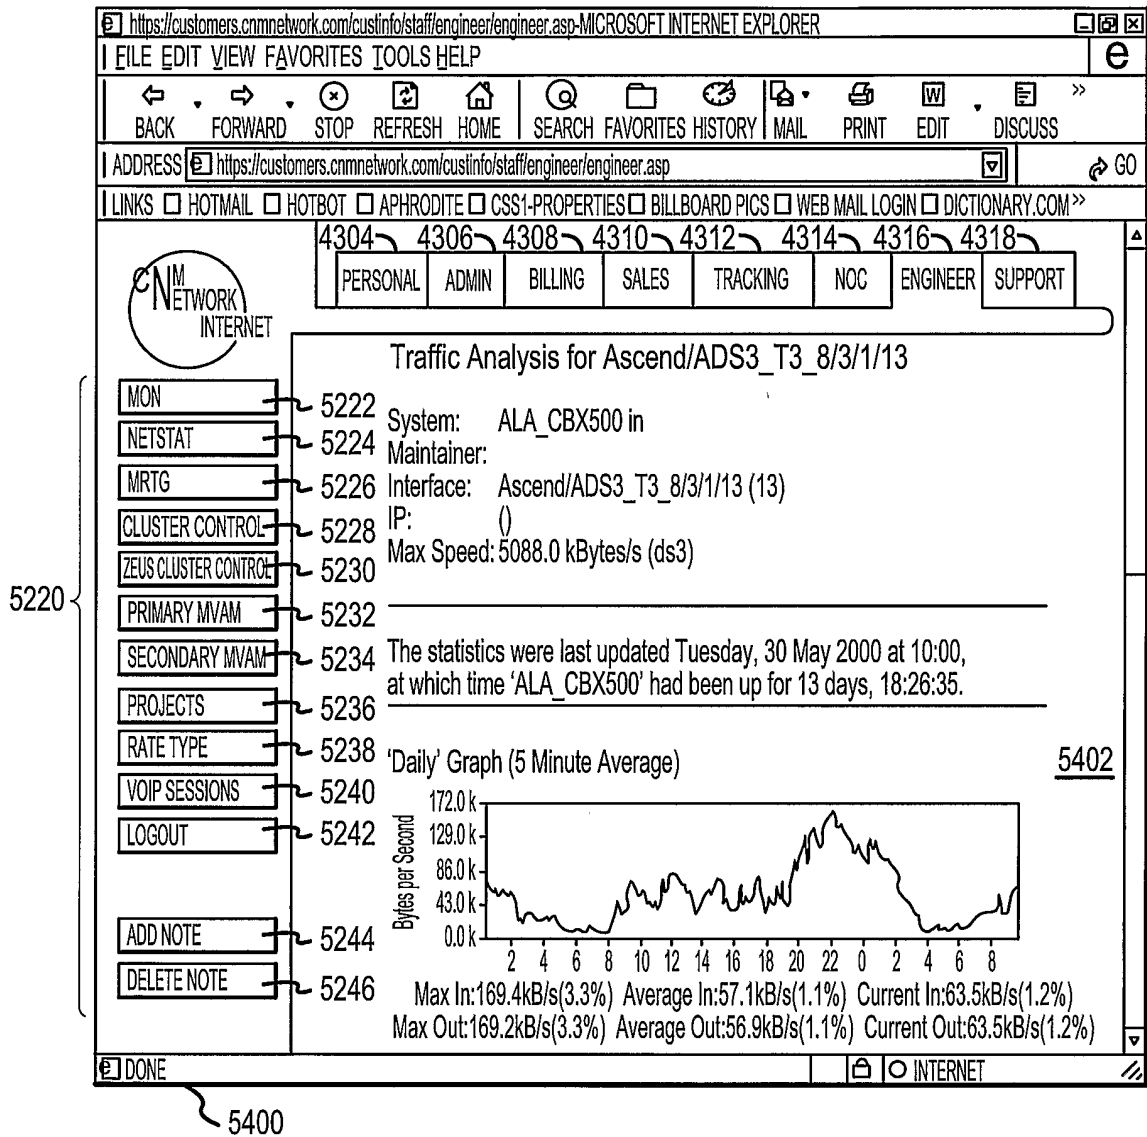 https://customers.cnmnetwork.com/custinfo/staff/engineer/engineer.asp-MICROSOFT INTERNET EXPLORER
FILE EDIT VIEW FAVORITES TOOLS HELP
e
BACK FORWARD STOP REFRESH HOME SEARCH FAVORITES HISTORY MAIL PRINT EDIT DISCUSS »
ADDRESS https://customers.cnmnetwork.com/custinfo/staff/engineer/engineer.asp GO
LINKS HOTMAIL HOTBOT APHRODITE CSS1-PROPERTIES BILLBOARD PICS WEB MAIL LOGIN DICTIONARY.COM »
4304 4306 4308 4310 4312 4314 4316 4318
PERSONAL ADMIN BILLING SALES TRACKING NOC ENGINEER SUPPORT
CNM
NETWORK
INTERNET
5220
MON 5222
NETSTAT 5224
MRTG 5226
CLUSTER CONTROL 5228
ZEUS CLUSTER CONTROL 5230
PRIMARY MVAM 5232
SECONDARY MVAM 5234
PROJECTS 5236
RATE TYPE 5238
VOIP SESSIONS 5240
LOGOUT 5242
ADD NOTE 5244
DELETE NOTE 5246
Traffic Analysis for Ascend/ADS3_T3_8/3/1/13
System: ALA_CBX500 in
Maintainer:
Interface: Ascend/ADS3_T3_8/3/1/13 (13)
IP: ()
Max Speed: 5088.0 kBytes/s (ds3)
The statistics were last updated Tuesday, 30 May 2000 at 10:00,
at which time ‘ALA_CBX500’ had been up for 13 days, 18:26:35.
‘Daily’ Graph (5 Minute Average)
5402
Bytes per Second
172.0 k
129.0 k
86.0 k
43.0 k
0.0 k
2 4 6 8 10 12 14 16 18 20 22 0 2 4 6 8
Max In:169.4kB/s(3.3%) Average In:57.1kB/s(1.1%) Current In:63.5kB/s(1.2%)
Max Out:169.2kB/s(3.3%) Average Out:56.9kB/s(1.1%) Current Out:63.5kB/s(1.2%)
DONE INTERNET
5400